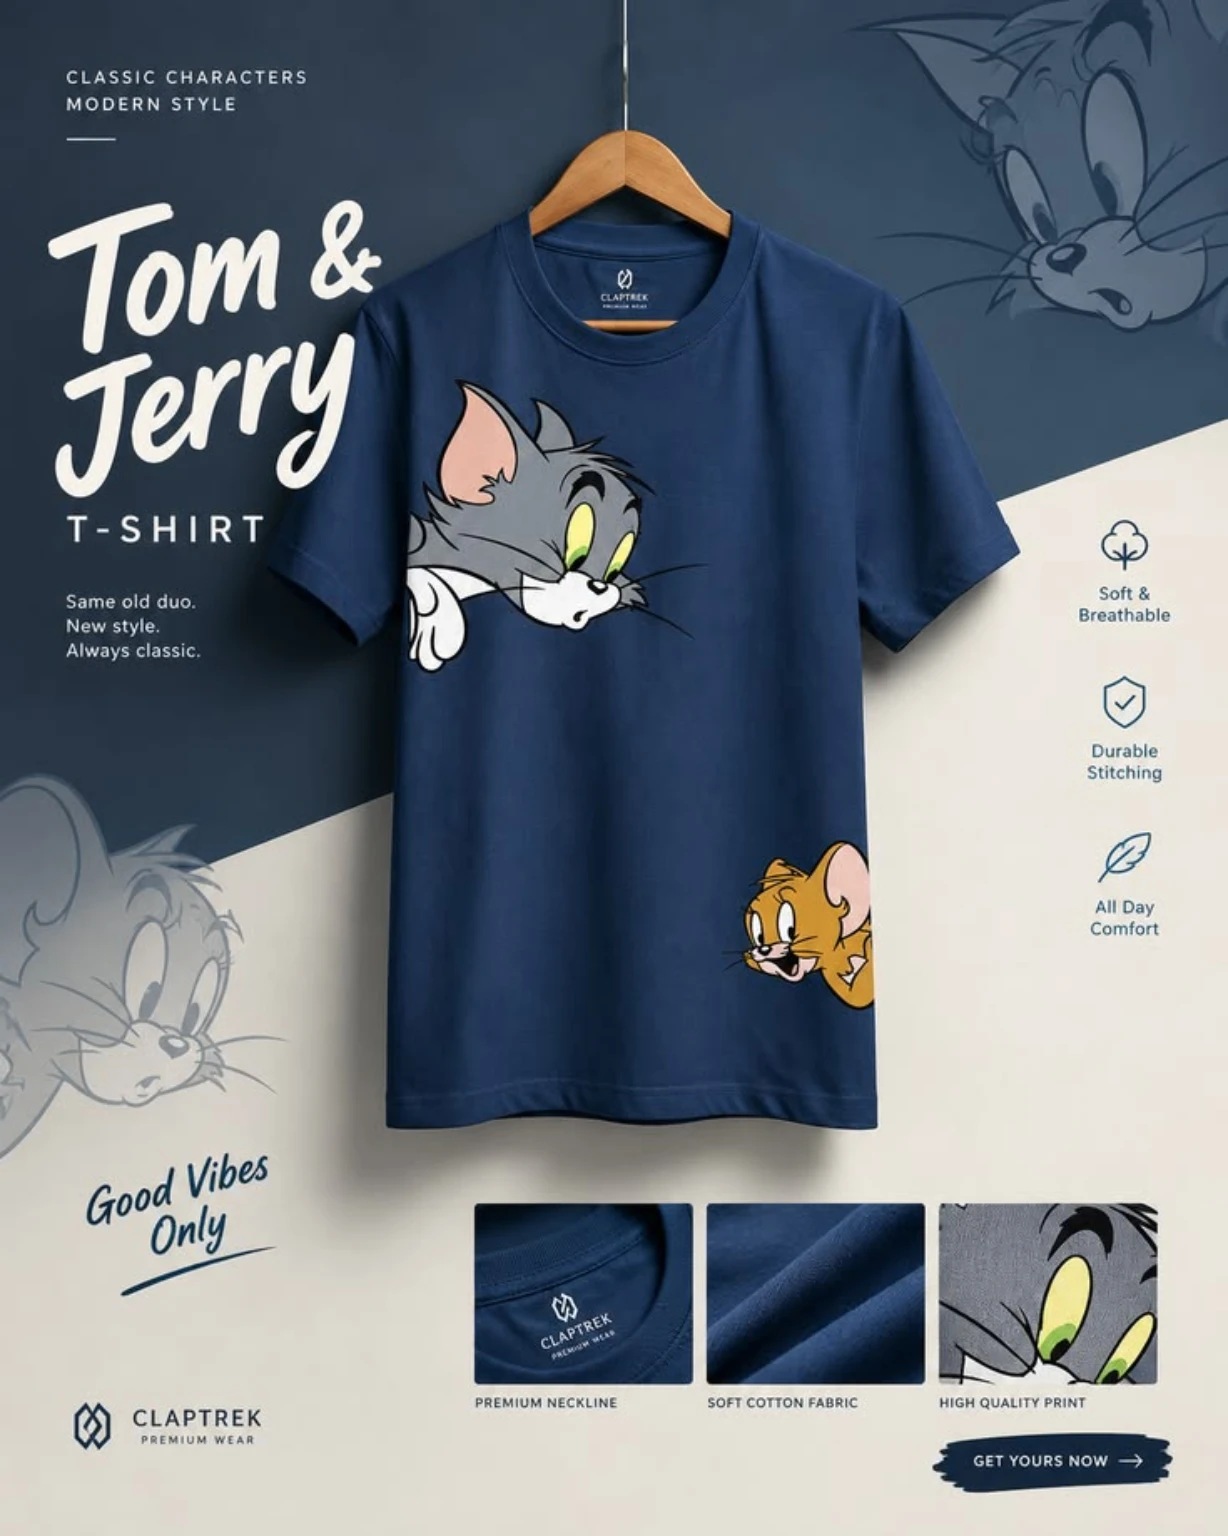 CLASSIC CHARACTERS
MODERN STYLE
Tom &
Jerry
T-SHIRT
Same old duo.
New style.
Always classic.
CLAPTREK
PREMIUM WEAR
Soft &
Breathable
Durable
Stitching
All Day
Comfort
Good Vibes
Only
CLAPTREK
PREMIUM WEAR
PREMIUM NECKLINE
SOFT COTTON FABRIC
HIGH QUALITY PRINT
CLAPTREK
PREMIUM WEAR
GET YOURS NOW →